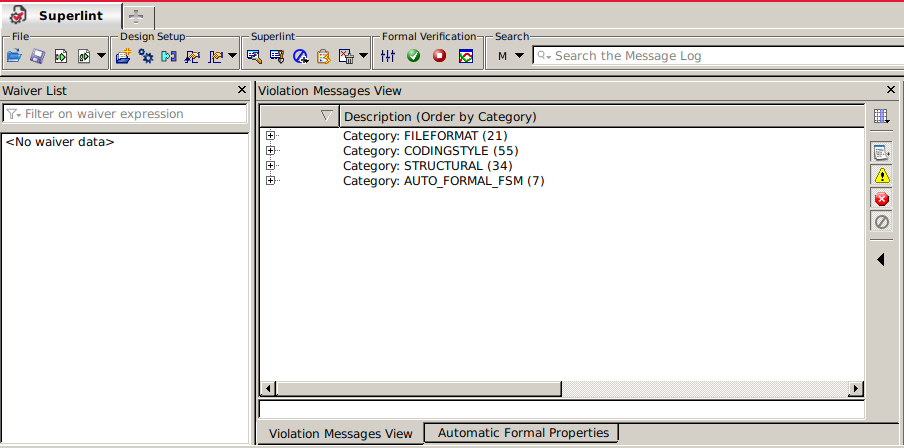 Superlint
File
Design Setup
Superlint
Formal Verification
Search
M
Search the Message Log
Waiver List
Filter on waiver expression
<No waiver data>
Violation Messages View
Description (Order by Category)
Category: FILEFORMAT (21)
Category: CODINGSTYLE (55)
Category: STRUCTURAL (34)
Category: AUTO_FORMAL_FSM (7)
Violation Messages View
Automatic Formal Properties